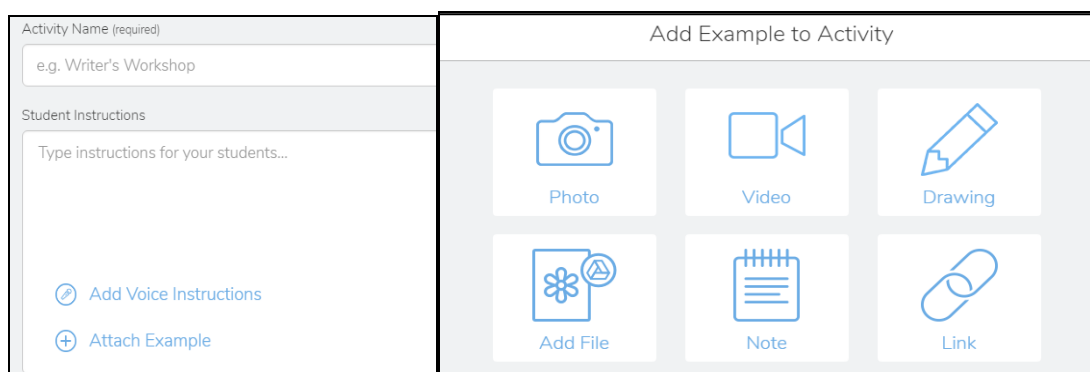 Activity Name (required)
e.g. Writer's Workshop
Student Instructions
Type instructions for your students...
Add Voice Instructions
Attach Example
Add Example to Activity
Photo
Video
Drawing
Add File
Note
Link